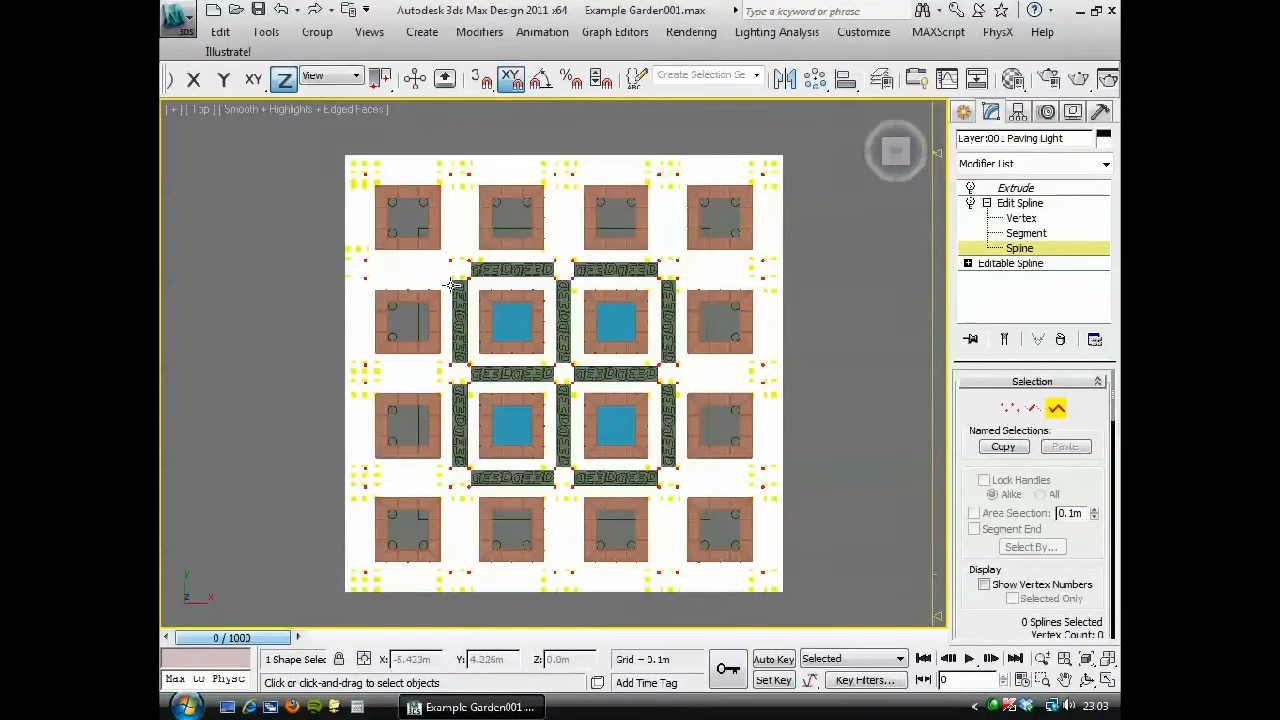 Autodesk 3ds Max Design 2011 x64 Example Garden001.max Type a keyword or phrase
Edit Tools Group Views Create Modifiers Animation Graph Editors Rendering Lighting Analysis Customize MAXScript PhysX Help
Illustrate!
X Y XY Z View 3 XY % ABC Create Selection Se
[ + ] [ Top ] [ Smooth + Highlights + Edged Faces ]
Layer:001 Paving Light
Modifier List
Extrude
Edit Spline
Vertex
Segment
Spline
Editable Spline
Selection
Named Selections:
Copy Paste
Lock Handles
Alike All
Area Selection: 0.1m
Segment End
Select By...
Display
Show Vertex Numbers
Selected Only
0 Splines Selected
Vertex Count: 0
0 / 1000
1 Shape Selec X: -5.423m Y: 4.226m Z: 0.0m Grid = 0.1m Auto Key Selected
Max to Physc Click or click-and-drag to select objects Add Time Tag Set Key Key Filters... 0
Example Garden001 ... 23:03